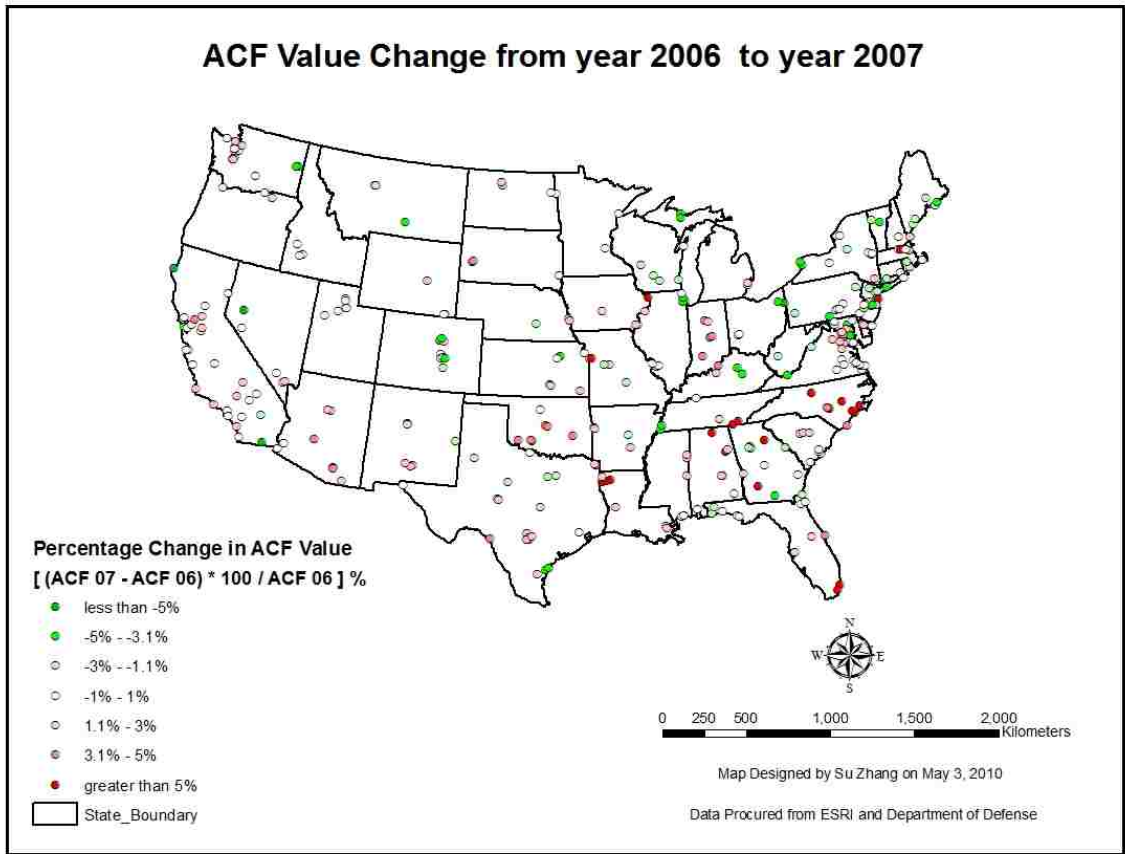 ACF Value Change from year 2006 to year 2007
Percentage Change in ACF Value
[ (ACF 07 - ACF 06) * 100 / ACF 06 ] %
less than -5%
-5% - -3.1%
-3% - -1.1%
-1% - 1%
1.1% - 3%
3.1% - 5%
greater than 5%
State_Boundary
N
W E
S
0 250 500 1,000 1,500 2,000
Kilometers
Map Designed by Su Zhang on May 3, 2010
Data Procured from ESRI and Department of Defense